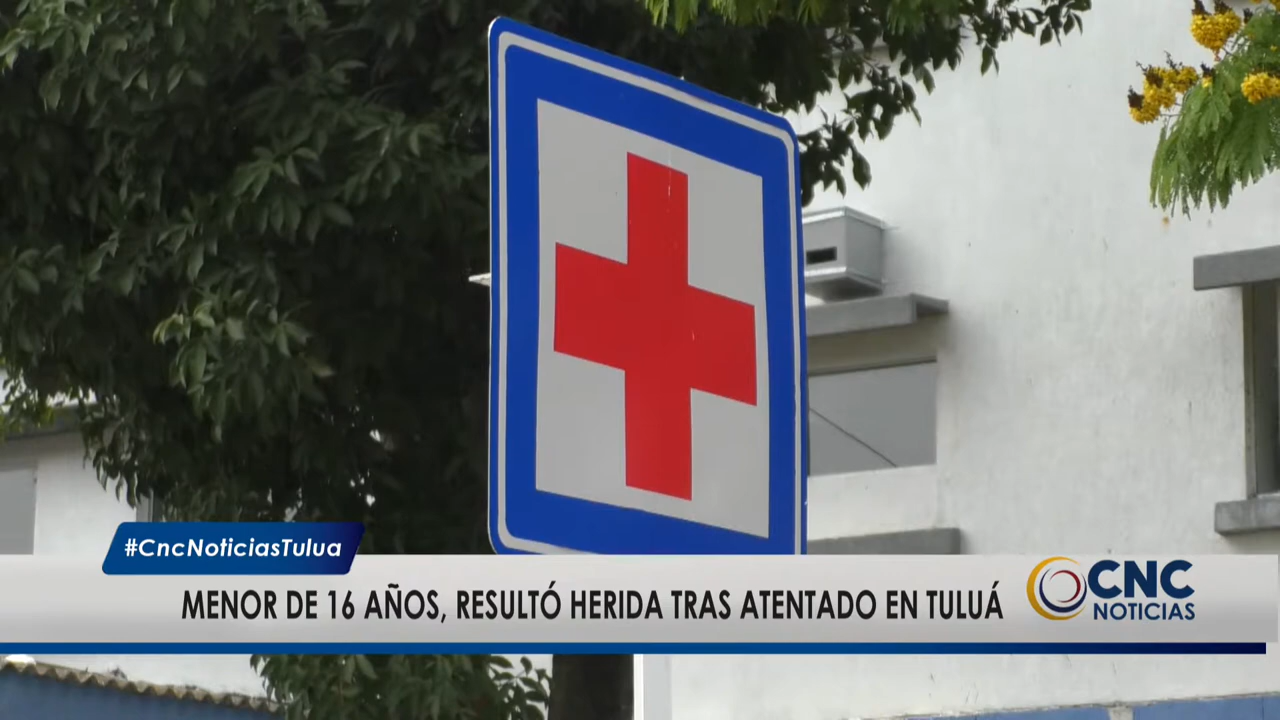 #CncNoticiasTulua
MENOR DE 16 AÑOS, RESULTÓ HERIDA TRAS ATENTADO EN TULUÁ
CNC
NOTICIAS